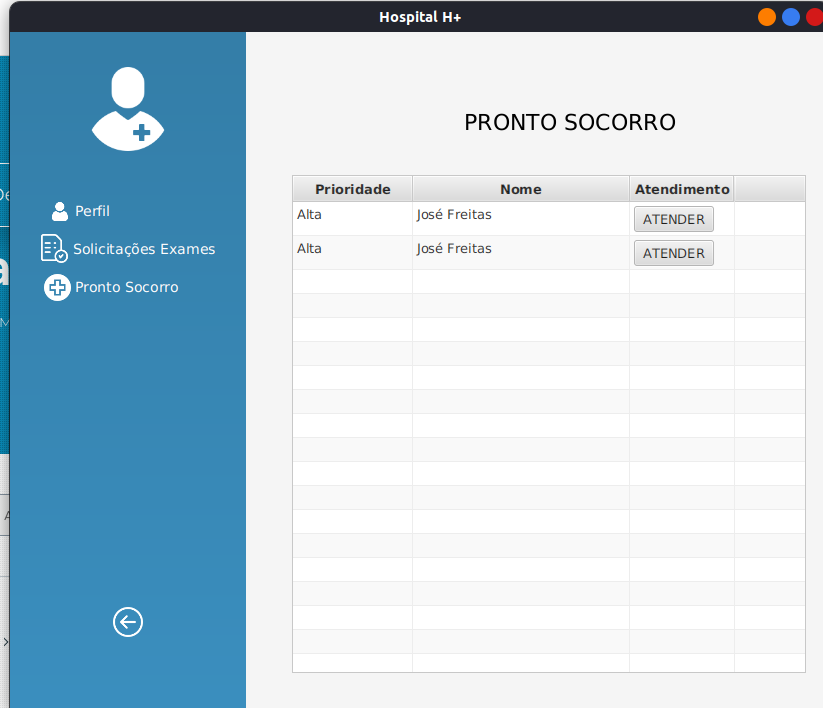 Hospital H+
PRONTO SOCORRO
Perfil
Solicitações Exames
Pronto Socorro
Prioridade Nome Atendimento
Alta José Freitas ATENDER
Alta José Freitas ATENDER